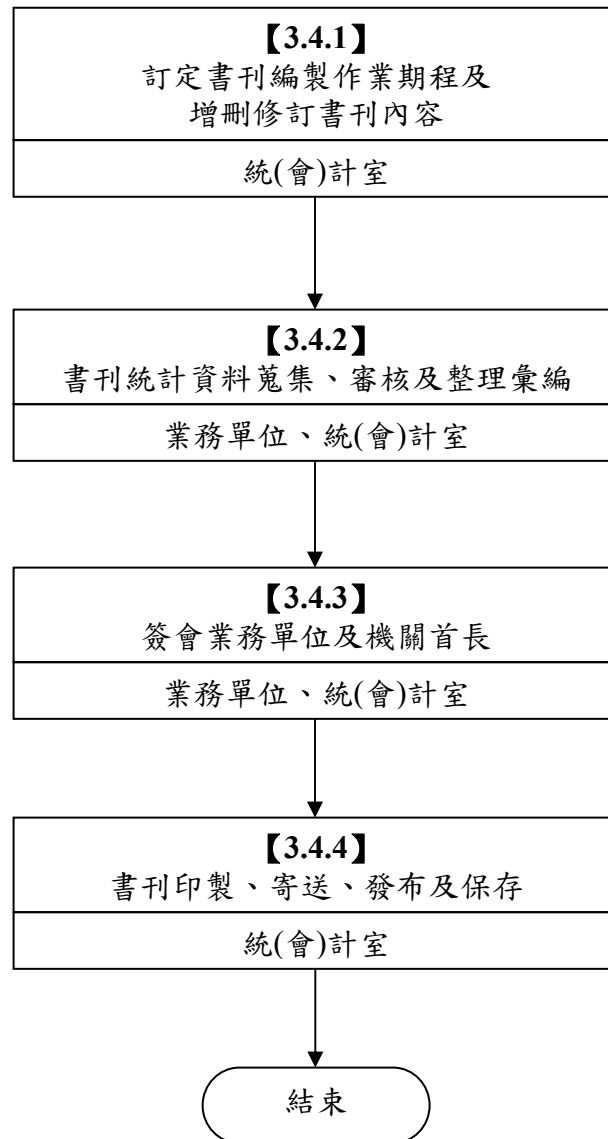 【3.4.1】
訂定書刊編製作業期程及
增刪修訂書刊內容
統(會)計室
【3.4.2】
書刊統計資料蒐集、審核及整理彙編
業務單位、統(會)計室
【3.4.3】
簽會業務單位及機關首長
業務單位、統(會)計室
【3.4.4】
書刊印製、寄送、發布及保存
統(會)計室
結束